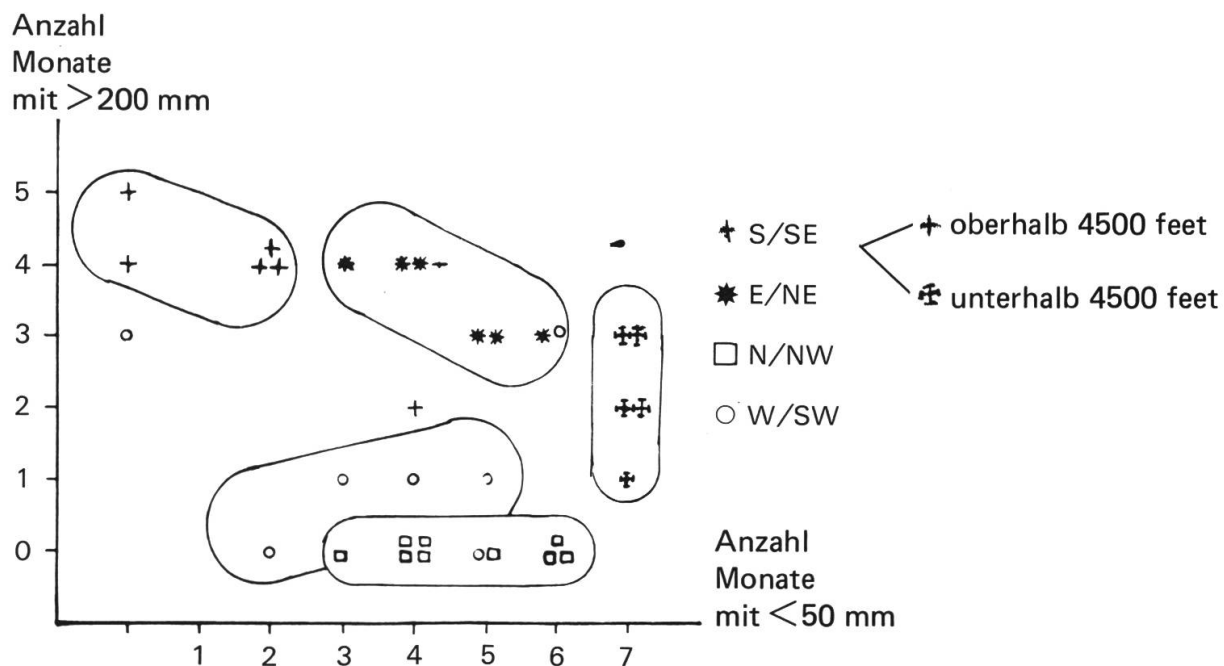 Anzahl
Monate
mit >200 mm
5
4
3
2
1
0
S/SE
E/NE
N/NW
W/SW
oberhalb 4500 feet
unterhalb 4500 feet
Anzahl
Monate
mit <50 mm
1 2 3 4 5 6 7